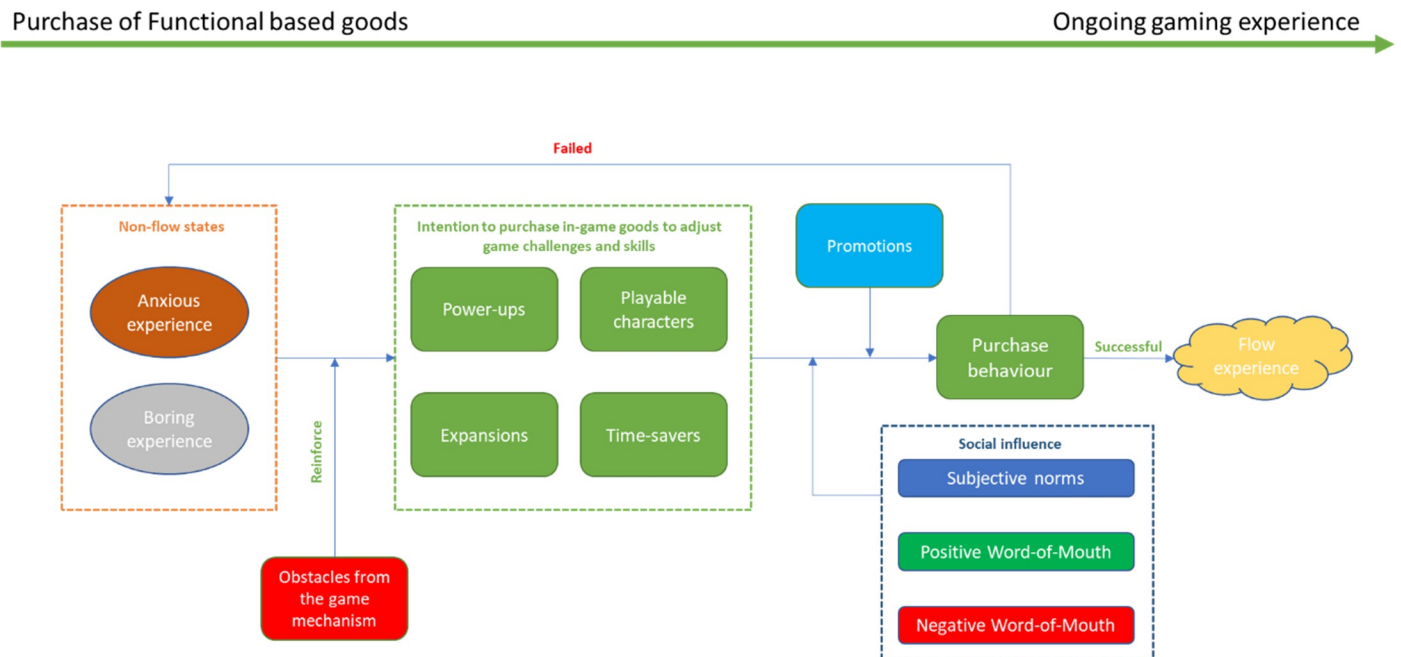 Purchase of Functional based goods
Ongoing gaming experience
Failed
Non-flow states
Anxious
experience
Boring
experience
Reinforce
Obstacles from
the game
mechanism
Intention to purchase in-game goods to adjust
game challenges and skills
Power-ups
Playable
characters
Expansions
Time-savers
Promotions
Purchase
behaviour
Successful
Flow
experience
Social influence
Subjective norms
Positive Word-of-Mouth
Negative Word-of-Mouth